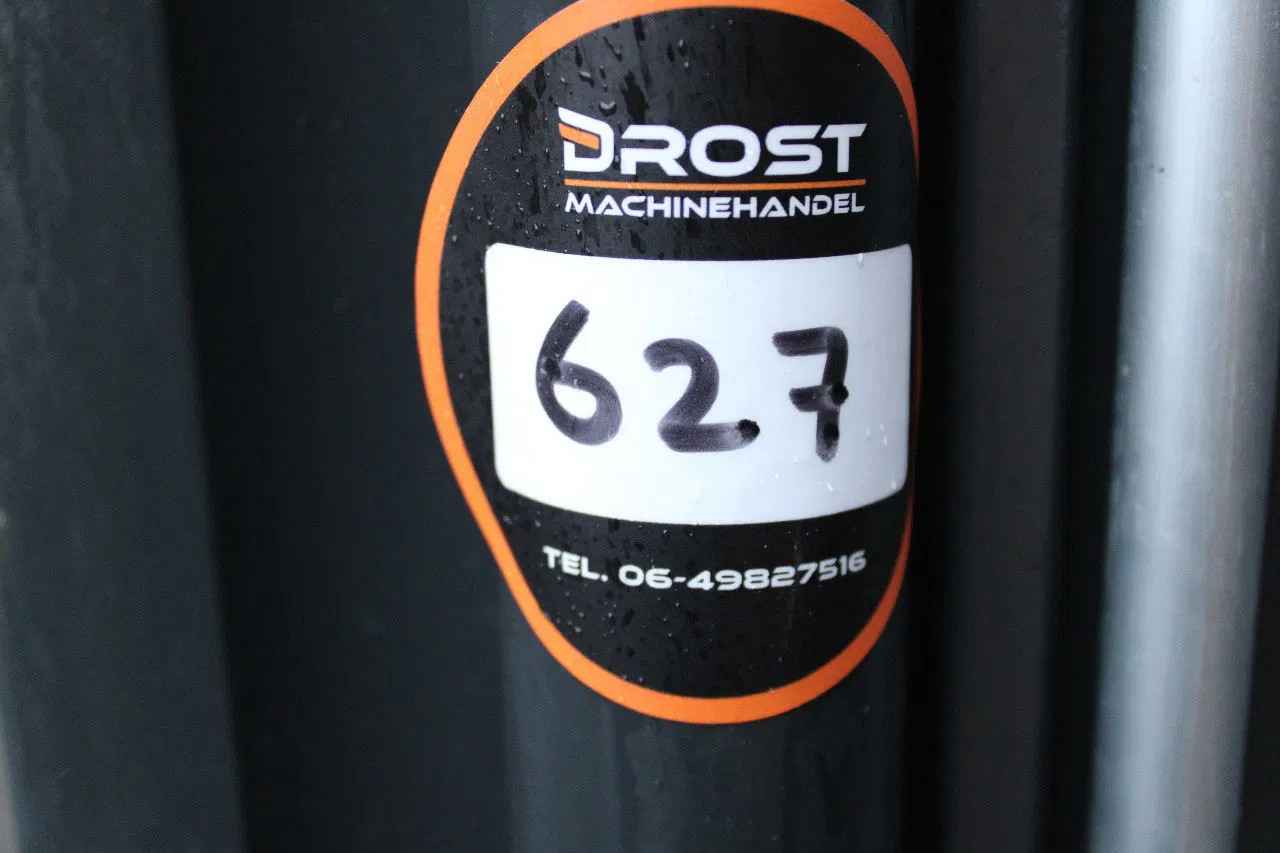 DROST
MACHINEHANDEL
627
TEL. 06-49827516